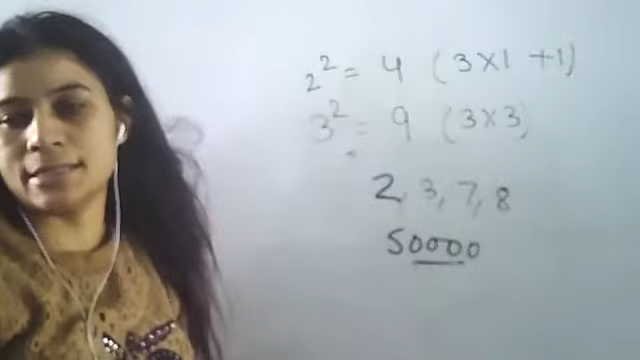 2² = 4 (3×1 +1)
3² = 9 (3×3)
2, 3, 7, 8
50000